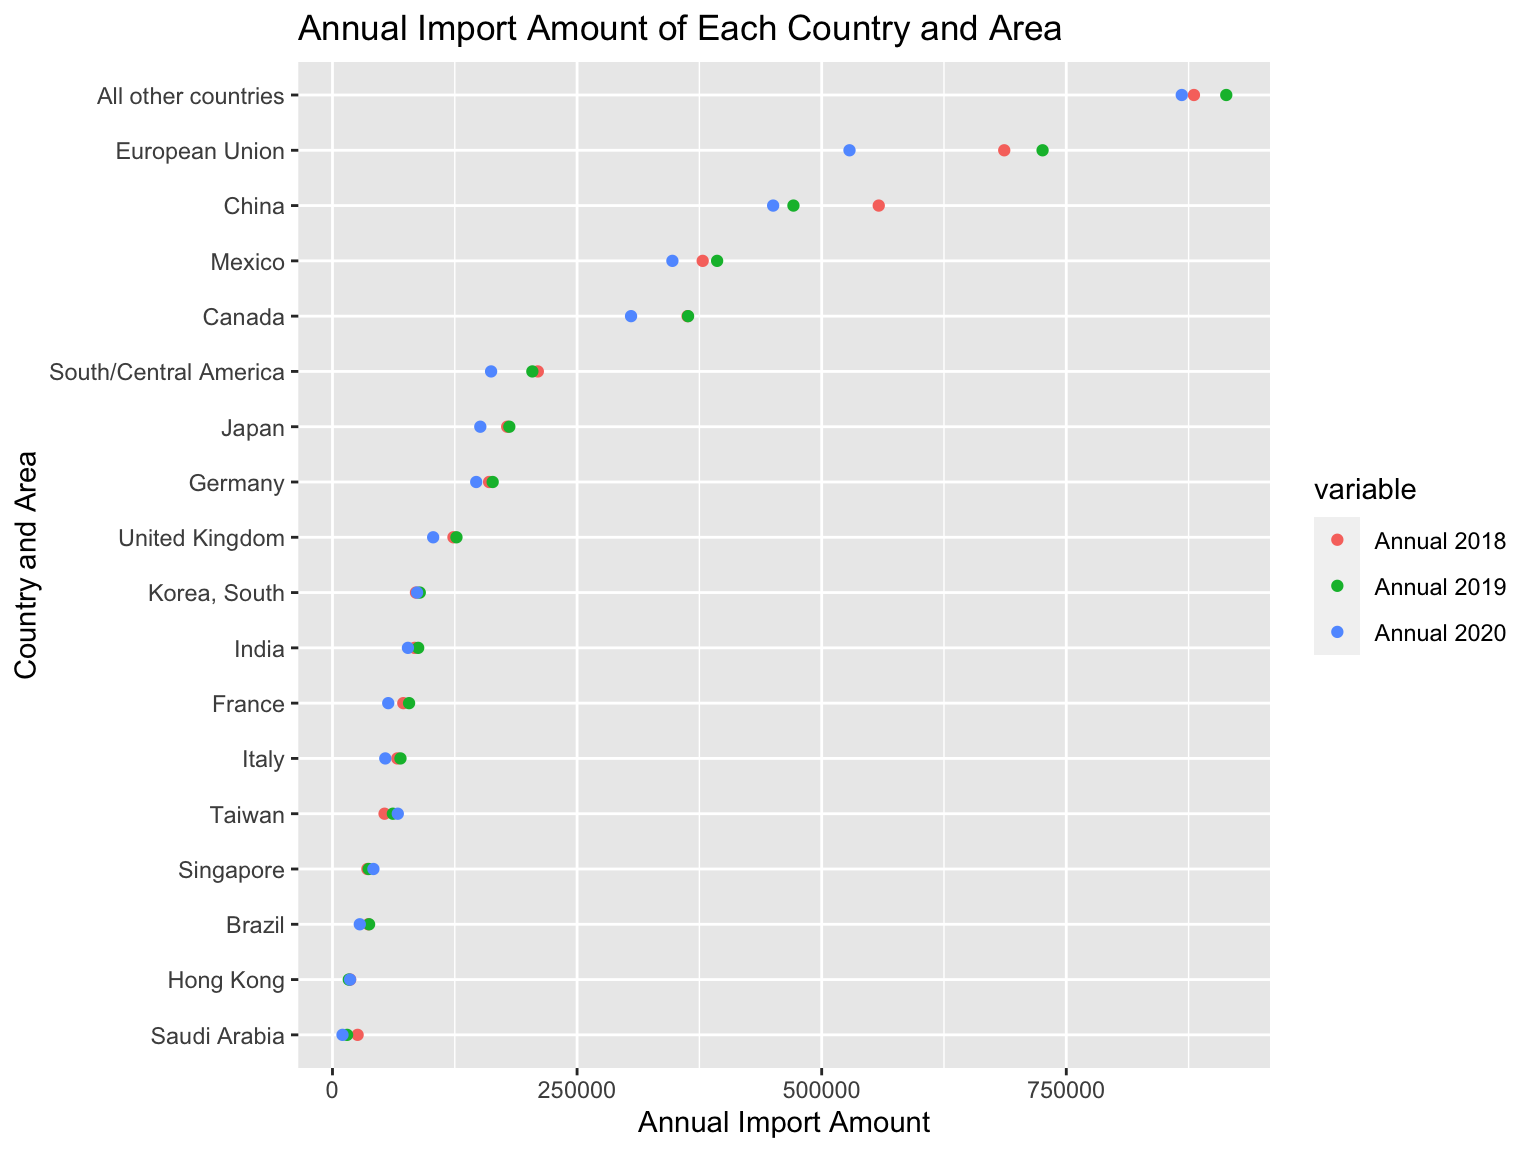 Annual Import Amount of Each Country and Area
All other countries
European Union
China
Mexico
Canada
South/Central America
Japan
Germany
United Kingdom
Korea, South
India
France
Italy
Taiwan
Singapore
Brazil
Hong Kong
Saudi Arabia
Country and Area
0 250000 500000 750000
Annual Import Amount
variable
Annual 2018
Annual 2019
Annual 2020